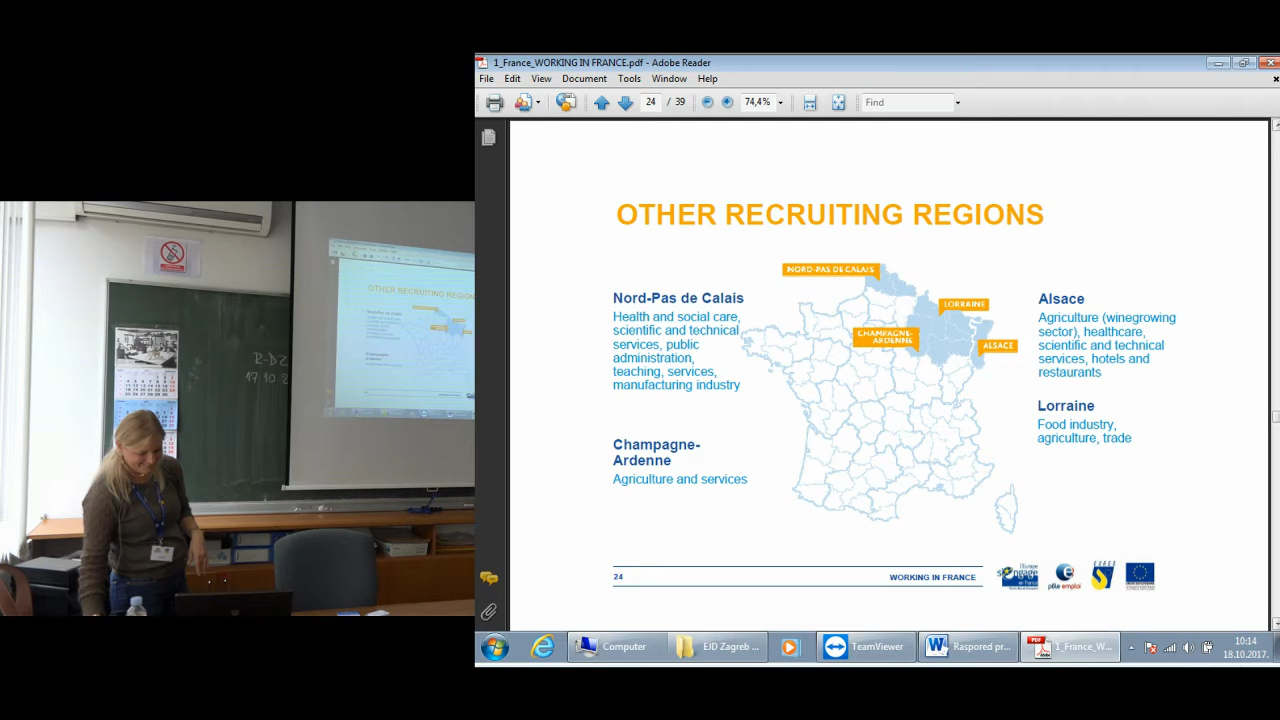 1_France_WORKING IN FRANCE.pdf - Adobe Reader
File Edit View Document Tools Window Help
24 / 39 74,4% Find
OTHER RECRUITING REGIONS
NORD-PAS DE CALAIS
LORRAINE
CHAMPAGNE-
ARDENNE
ALSACE
Nord-Pas de Calais
Health and social care,
scientific and technical
services, public
administration,
teaching, services,
manufacturing industry
Champagne-
Ardenne
Agriculture and services
Alsace
Agriculture (winegrowing
sector), healthcare,
scientific and technical
services, hotels and
restaurants
Lorraine
Food industry,
agriculture, trade
24 WORKING IN FRANCE
pôle emploi
EURES
Computer EJD Zagreb ... TeamViewer Raspored pr... 1_France_W...
10:14
18.10.2017.
OTHER RECRUITING REGIONS
17 10 2